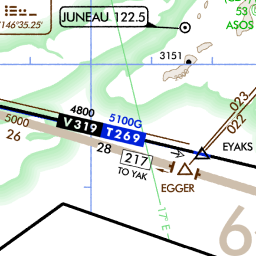 53
ASOS
146°35.25'
JUNEAU 122.5
3151
4800
5100G
V319
T269
023
022
5000
26
28
217
TO YAK
EYAKS
EGGER
17°E
6